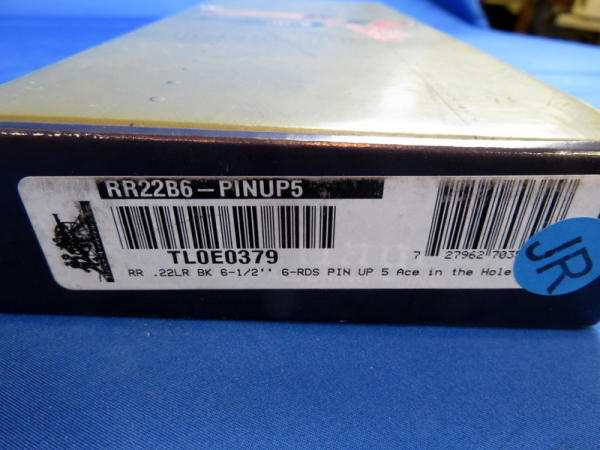 RR22B6-PINUP5
TL0E0379
7 27962 703
RR .22LR BK 6-1/2'' 6-RDS PIN UP 5 Ace in the Hole
JR